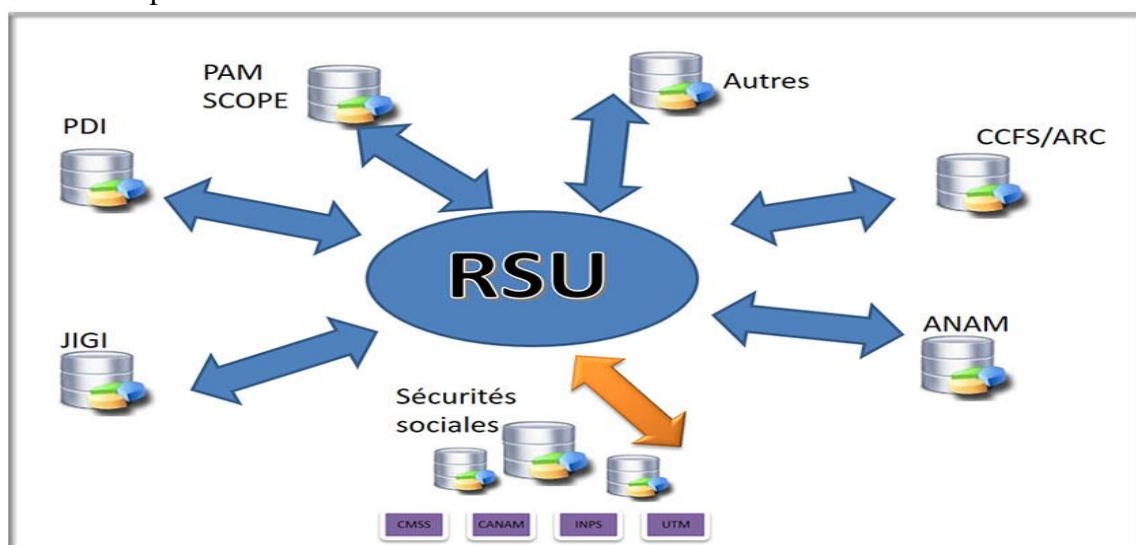 PAM
SCOPE
Autres
PDI
CCFS/ARC
RSU
JIGI
ANAM
Sécurités
sociales
CMSS CANAM INPS UTM